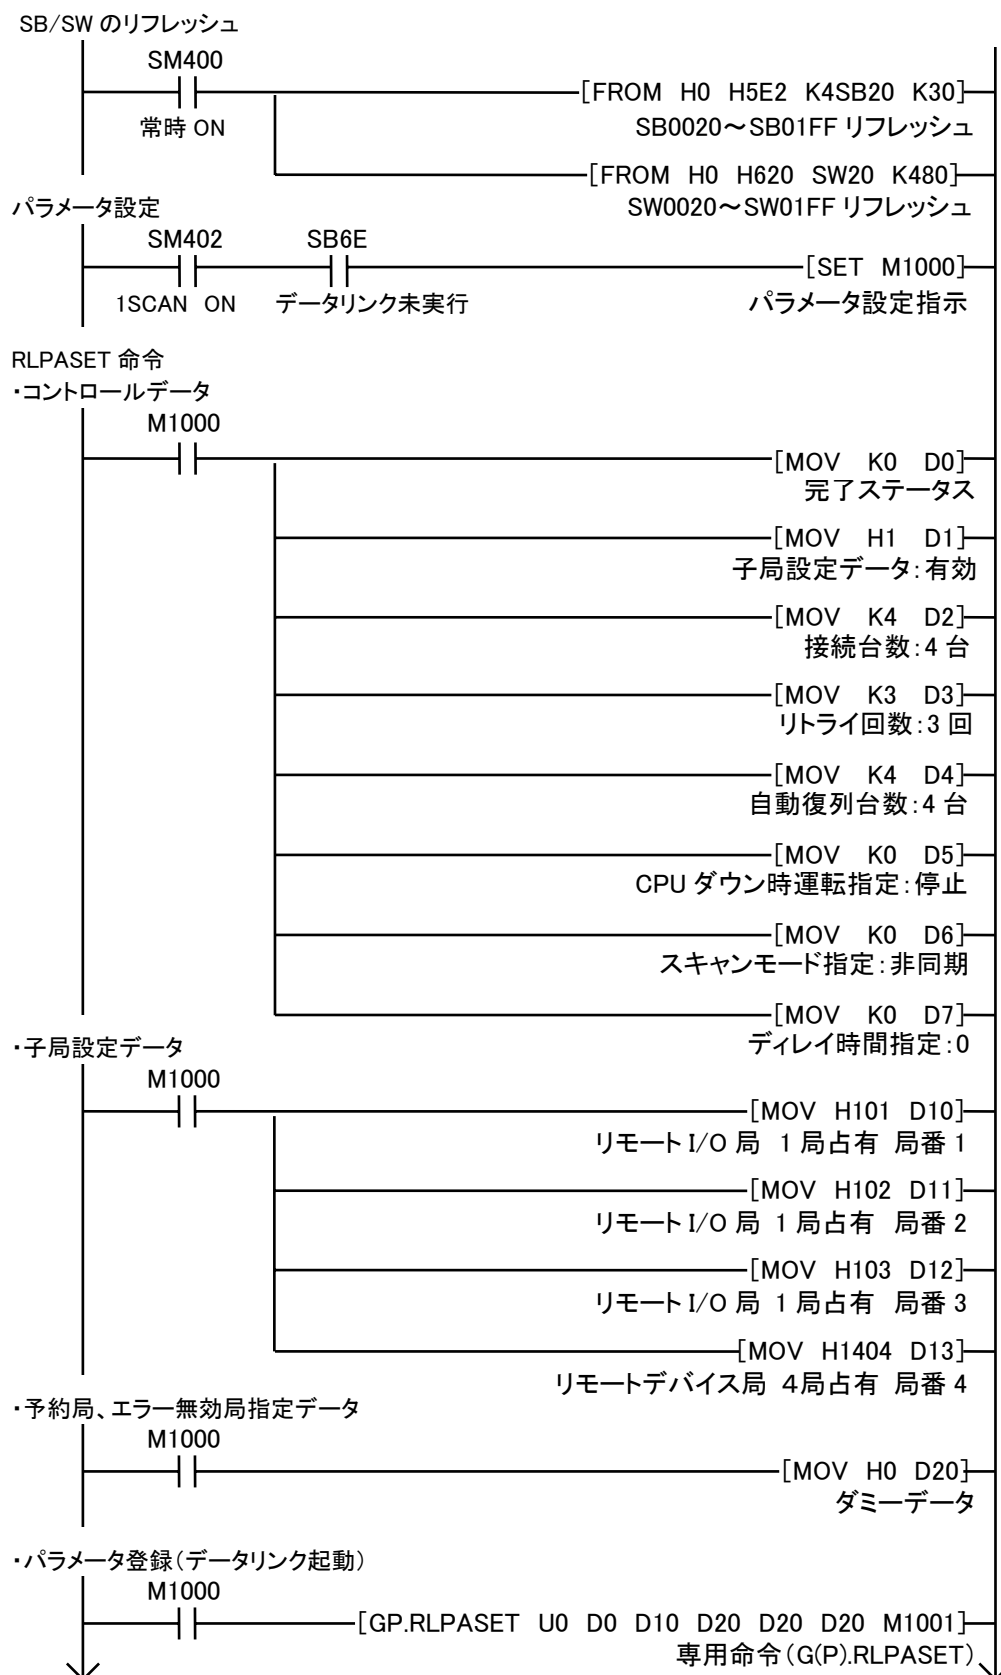 SB/SW のリフレッシュ
SM400
[FROM H0 H5E2 K4SB20 K30]
常時 ON
SB0020～SB01FF リフレッシュ
[FROM H0 H620 SW20 K480]
SW0020～SW01FF リフレッシュ
パラメータ設定
SM402 SB6E
[SET M1000]
1SCAN ON データリンク未実行 パラメータ設定指示
RLPASET 命令
・コントロールデータ
M1000
[MOV K0 D0]
完了ステータス
[MOV H1 D1]
子局設定データ：有効
[MOV K4 D2]
接続台数：4 台
[MOV K3 D3]
リトライ回数：3 回
[MOV K4 D4]
自動復列台数：4 台
[MOV K0 D5]
CPU ダウン時運転指定：停止
[MOV K0 D6]
スキャンモード指定：非同期
[MOV K0 D7]
ディレイ時間指定：0
・子局設定データ
M1000
[MOV H101 D10]
リモート I/O 局 1 局占有 局番 1
[MOV H102 D11]
リモート I/O 局 1 局占有 局番 2
[MOV H103 D12]
リモート I/O 局 1 局占有 局番 3
[MOV H1404 D13]
リモートデバイス局 4局占有 局番 4
・予約局、エラー無効局指定データ
M1000
[MOV H0 D20]
ダミーデータ
・パラメータ登録（データリンク起動）
M1000
[GP.RLPASET U0 D0 D10 D20 D20 D20 M1001]
専用命令（G(P).RLPASET）